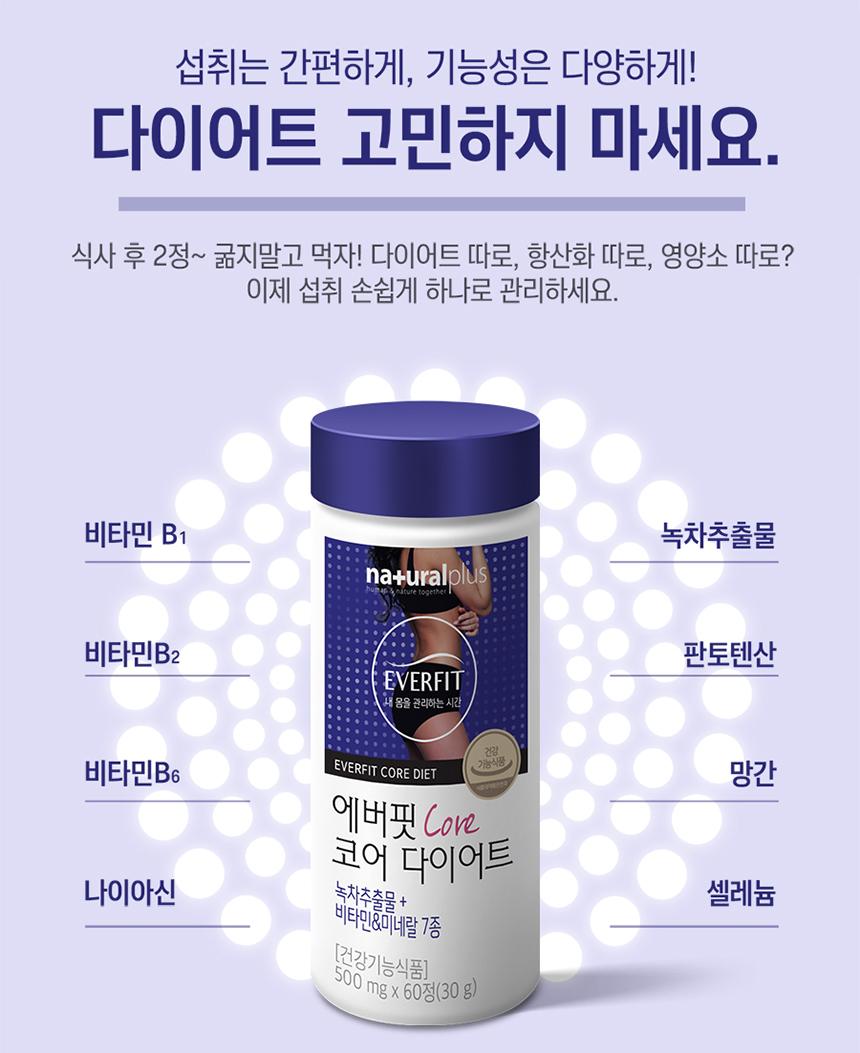 섭취는 간편하게, 기능성은 다양하게!
다이어트 고민하지 마세요.
식사 후 2정~ 굶지말고 먹자! 다이어트 따로, 항산화 따로, 영양소 따로?
이제 섭취 손쉽게 하나로 관리하세요.
비타민 B1
비타민B2
비타민B6
나이아신
녹차추출물
판토텐산
망간
셀레늄
naturalplus
human & nature together
EVERFIT
내 몸을 관리하는 시간
건강
기능식품
EVERFIT CORE DIET
에버핏 Core
코어 다이어트
녹차추출물 +
비타민&미네랄 7종
[건강기능식품]
500 mg x 60정(30 g)